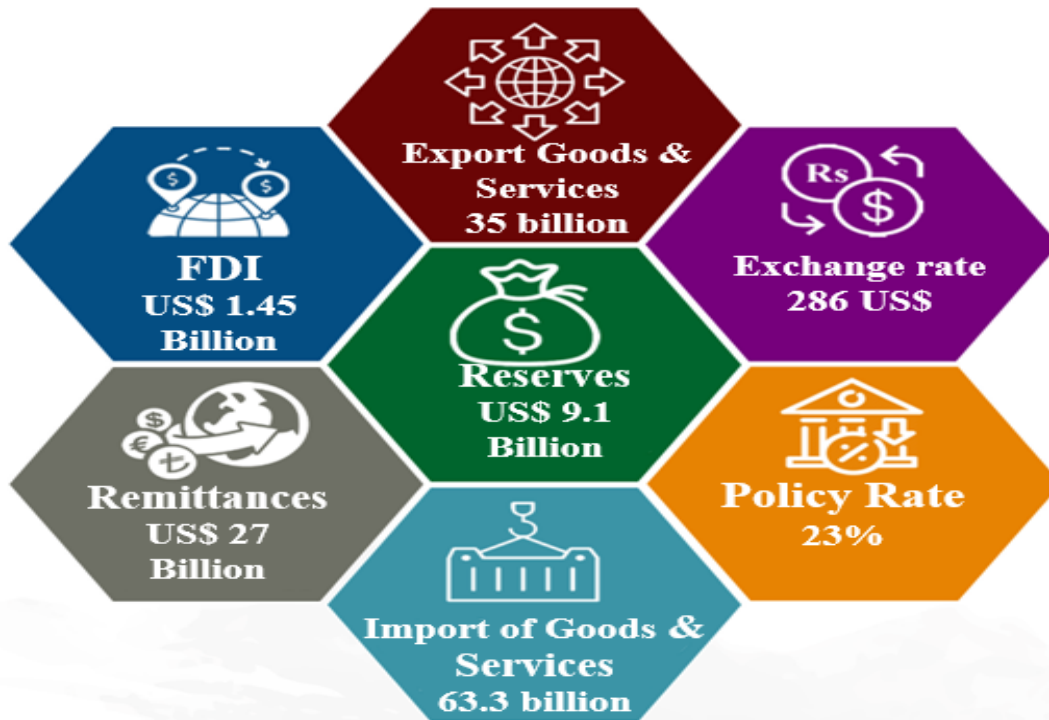 Export Goods &
Services
35 billion
$
$
FDI
US$ 1.45
Billion
Rs
$
Exchange rate
286 US$
$
Reserves
US$ 9.1
Billion
$
€
₺
Remittances
US$ 27
Billion
%
Policy Rate
23%
Import of Goods &
Services
63.3 billion